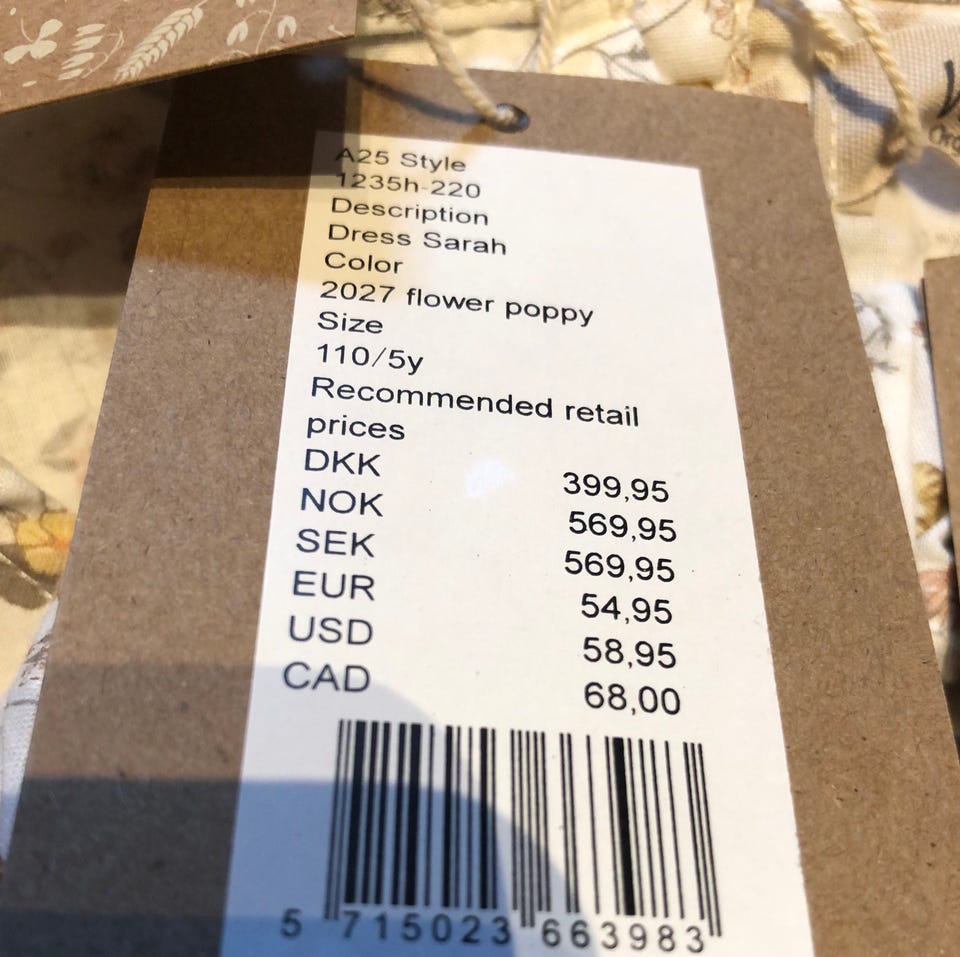 A25 Style
1235h-220
Description
Dress Sarah
Color
2027 flower poppy
Size
110/5y
Recommended retail
prices
DKK 399,95
NOK 569,95
SEK 569,95
EUR 54,95
USD 58,95
CAD 68,00
5 715023 663983